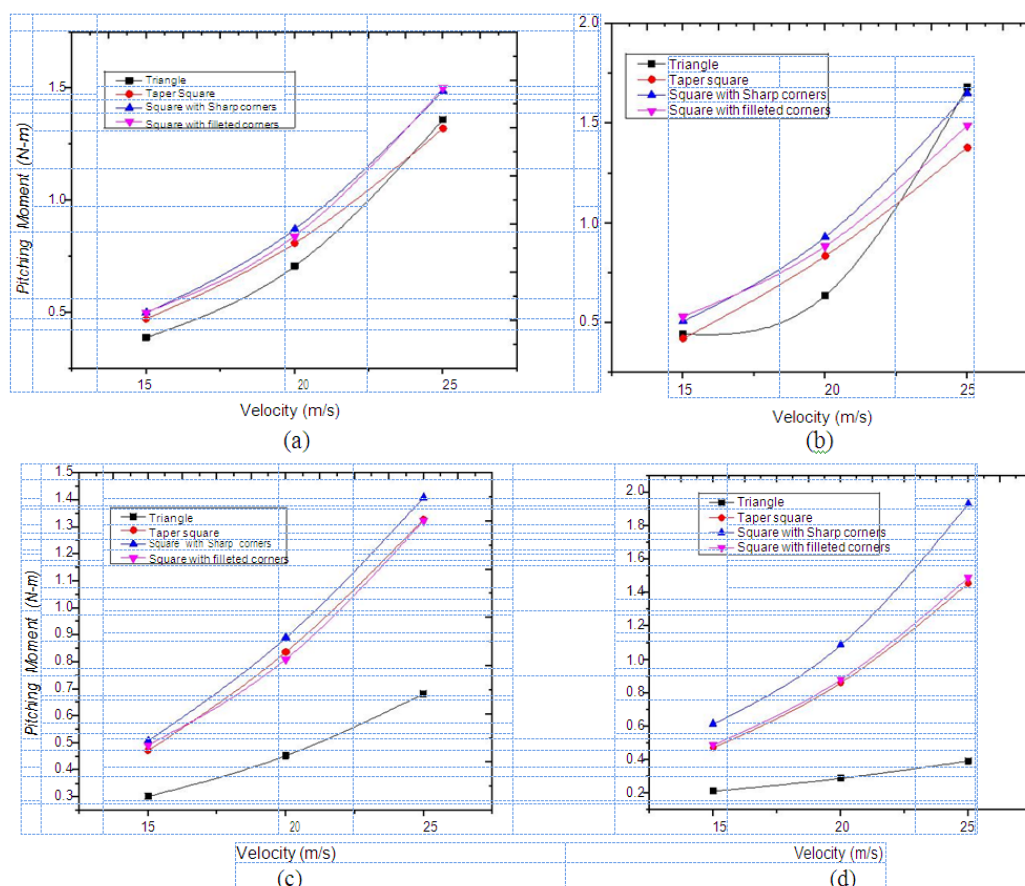 Triangle
Taper Square
Square with Sharp corners
Square with filleted corners
1.5
1.0
0.5
Pitching Moment (N-m)
15 20 25
Velocity (m/s)
(a)
2.0
1.5
1.0
0.5
Triangle
Taper square
Square with Sharp corners
Square with filleted corners
15 20 25
Velocity (m/s)
(b)
1.5
1.4
1.3
1.2
1.1
1.0
0.9
0.8
0.7
0.6
0.5
0.4
0.3
Pitching Moment (N-m)
Triangle
Taper square
Square with Sharp corners
Square with filleted corners
15 20 25
Velocity (m/s)
(c)
2.0
1.8
1.6
1.4
1.2
1.0
0.8
0.6
0.4
0.2
Triangle
Taper square
Square with Sharp corners
Square with filleted corners
15 20 25
Velocity (m/s)
(d)